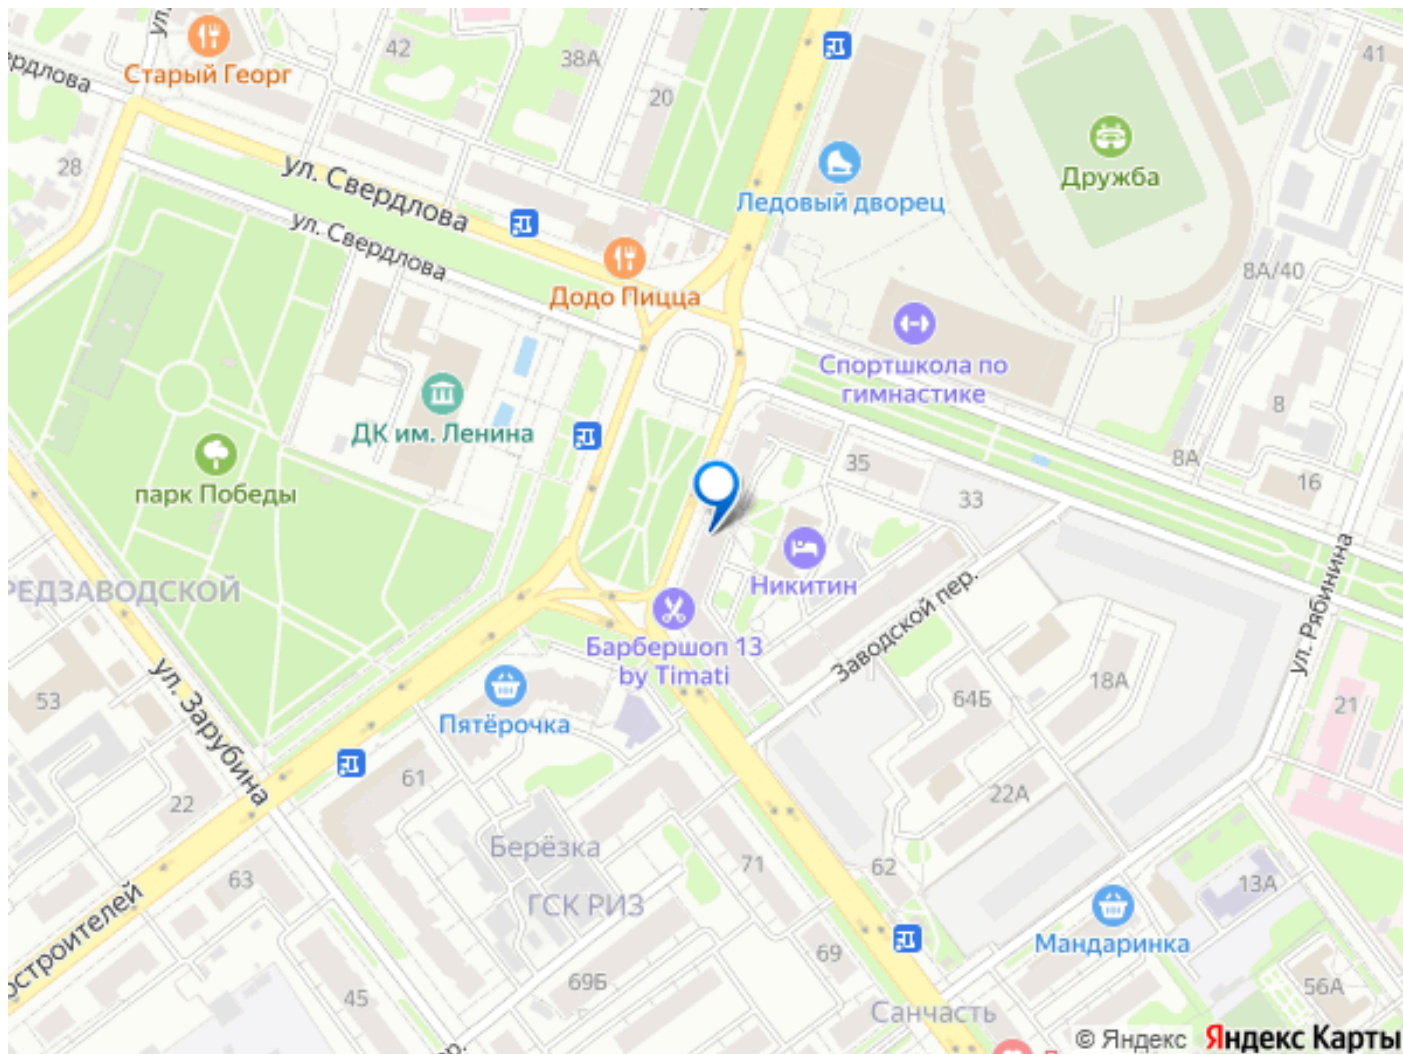 42
38А
41
Старый Георг
20
ул. Свердлова
28
Дружба
Ледовый дворец
ул. Свердлова
8А/40
Додо Пицца
Спортшкола по
гимнастике
8
ДК им. Ленина
35
8А
16
парк Победы
33
Никитин
ул. Рябинина
Заводской пер.
Барбершоп 13
by Timati
18А
64Б
53
21
Пятёрочка
ул. Зарубина
61
22А
22
Берёзка
71
62
63
13А
ГСК РИЗ
Мандаринка
69
69Б
56А
45
Санчасть
© Яндекс Яндекс Карты